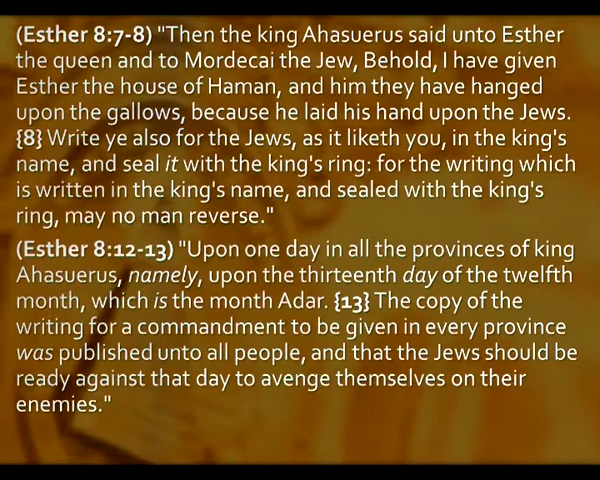 (Esther 8:7-8) "Then the king Ahasuerus said unto Esther
the queen and to Mordecai the Jew, Behold, I have given
Esther the house of Haman, and him they have hanged
upon the gallows, because he laid his hand upon the Jews.
{8} Write ye also for the Jews, as it liketh you, in the king's
name, and seal it with the king's ring: for the writing which
is written in the king's name, and sealed with the king's
ring, may no man reverse."
(Esther 8:12-13) "Upon one day in all the provinces of king
Ahasuerus, namely, upon the thirteenth day of the twelfth
month, which is the month Adar. {13} The copy of the
writing for a commandment to be given in every province
was published unto all people, and that the Jews should be
ready against that day to avenge themselves on their
enemies."